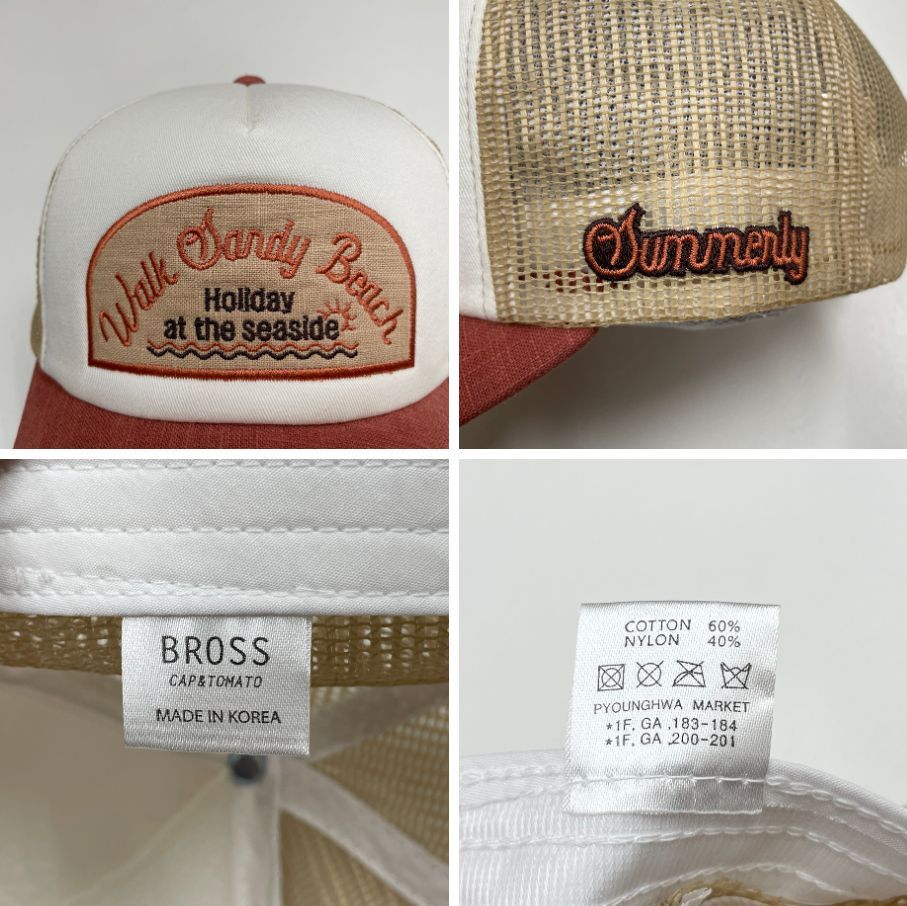 Walk Sandy Beach
Holiday
at the seaside
Summerly
BROSS
CAP&TOMATO
MADE IN KOREA
COTTON 60%
NYLON 40%
PYOUNGHWA MARKET
*1F, GA .183-184
*1F, GA .200-201